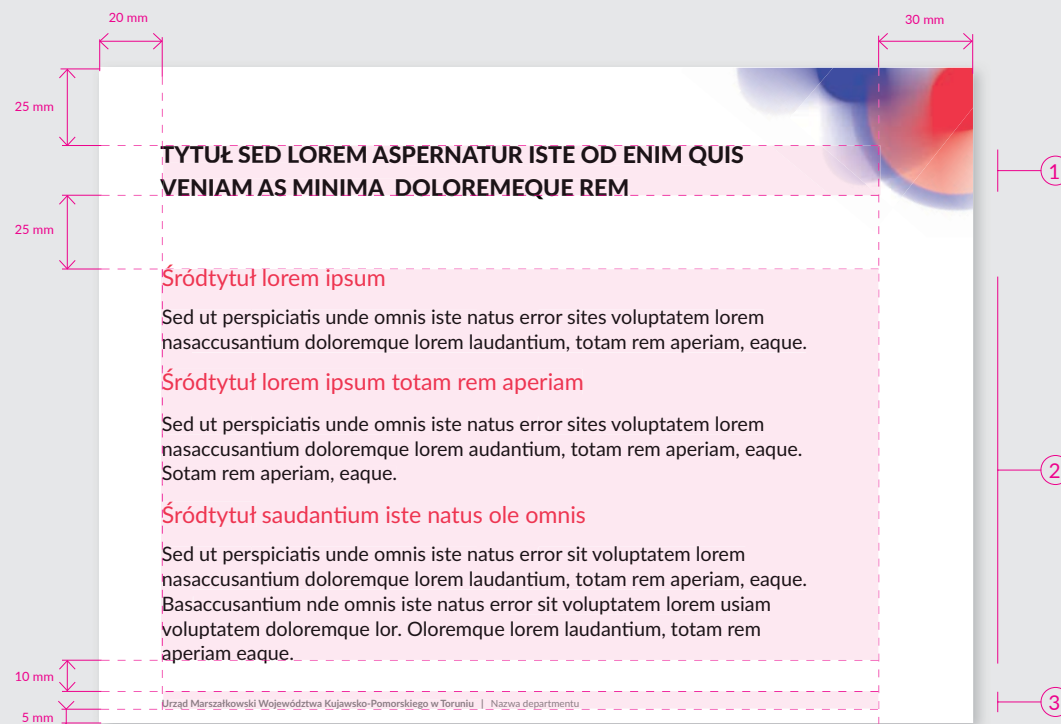 20 mm
30 mm
25 mm
TYTUŁ SED LOREM ASPERNATUR ISTE OD ENIM QUIS
VENIAM AS MINIMA DOLOREMEQUE REM
1
25 mm
Śródtytuł lorem ipsum
Sed ut perspiciatis unde omnis iste natus error sites voluptatem lorem
nasaccusantium doloremque lorem laudantium, totam rem aperiam, eaque.
Śródtytuł lorem ipsum totam rem aperiam
Sed ut perspiciatis unde omnis iste natus error sites voluptatem lorem
nasaccusantium doloremque lorem audantium, totam rem aperiam, eaque.
Sotam rem aperiam, eaque.
2
Śródtytuł saudantium iste natus ole omnis
Sed ut perspiciatis unde omnis iste natus error sit voluptatem lorem
nasaccusantium doloremque lorem laudantium, totam rem aperiam, eaque.
Basaccusantium nde omnis iste natus error sit voluptatem lorem usiam
voluptatem doloremque lor. Oloremque lorem laudantium, totam rem
aperiam eaque.
10 mm
Urząd Marszałkowski Województwa Kujawsko-Pomorskiego w Toruniu | Nazwa departmentu
3
5 mm